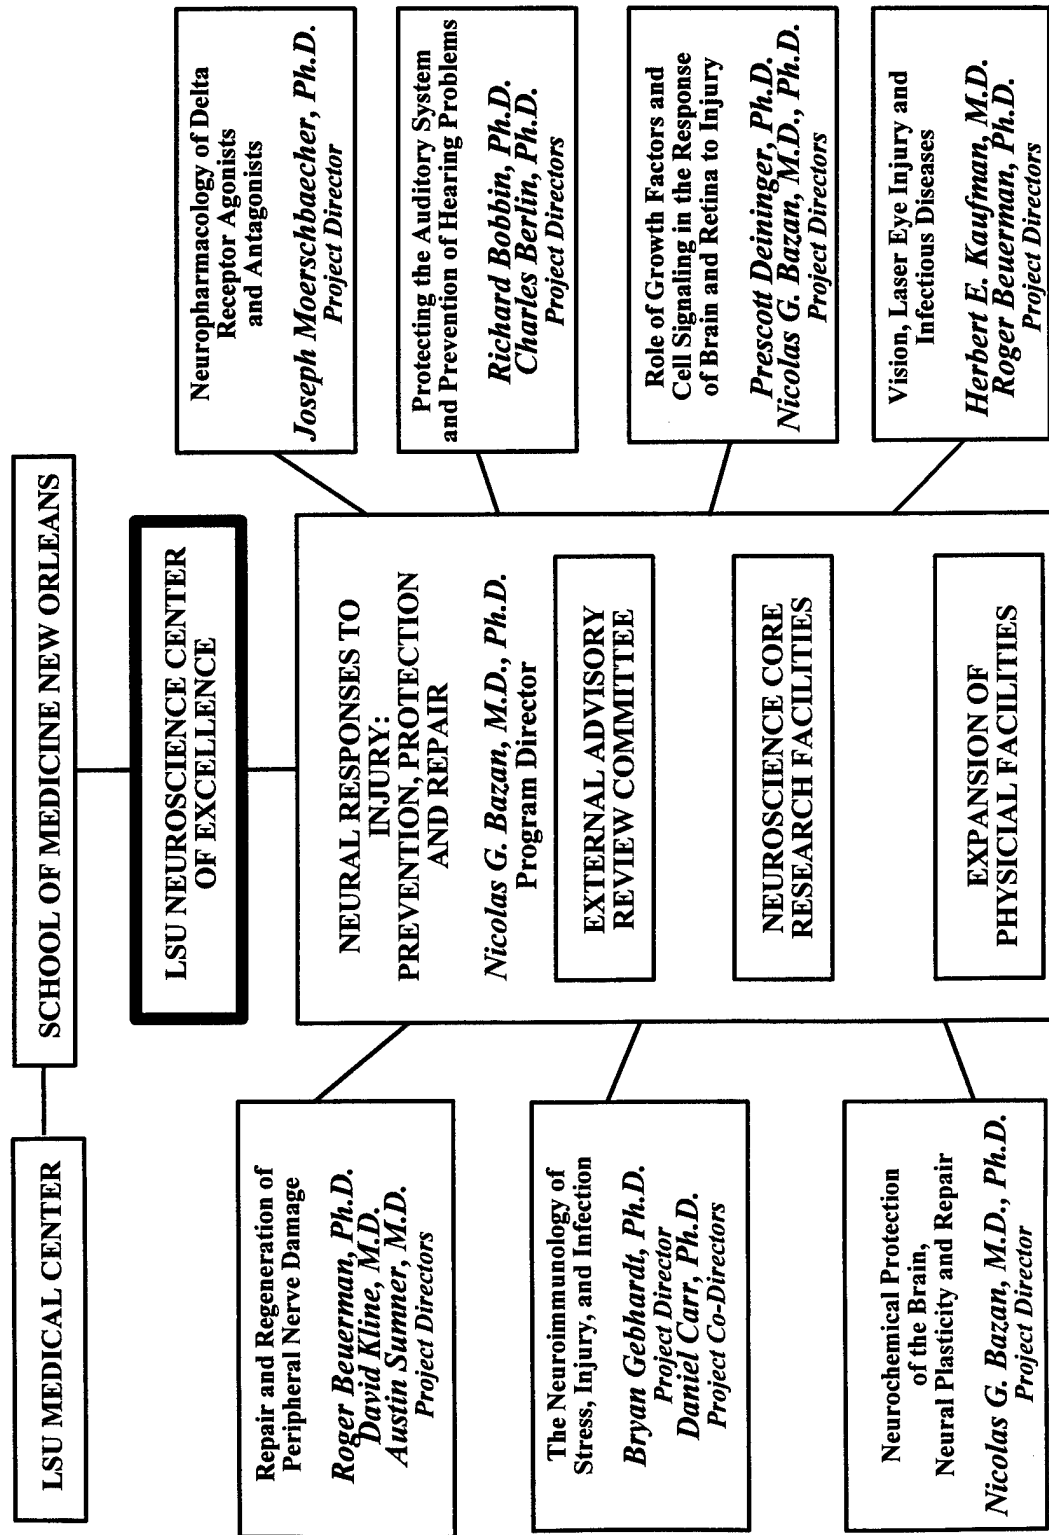 LSU MEDICAL CENTER
SCHOOL OF MEDICINE NEW ORLEANS
LSU NEUROSCIENCE CENTER
OF EXCELLENCE
NEURAL RESPONSES TO
INJURY:
PREVENTION, PROTECTION
AND REPAIR
Nicolas G. Bazan, M.D., Ph.D.
Program Director
EXTERNAL ADVISORY
REVIEW COMMITTEE
NEUROSCIENCE CORE
RESEARCH FACILITIES
EXPANSION OF
PHYSICIAL FACILITIES
Repair and Regeneration of
Peripheral Nerve Damage
Roger Beuerman, Ph.D.
David Kline, M.D.
Austin Sumner, M.D.
Project Directors
The Neuroimmunology of
Stress, Injury, and Infection
Bryan Gebhardt, Ph.D.
Project Director
Daniel Carr, Ph.D.
Project Co-Directors
Neurochemical Protection
of the Brain,
Neural Plasticity and Repair
Nicolas G. Bazan, M.D., Ph.D.
Project Director
Neuropharmacology of Delta
Receptor Agonists
and Antagonists
Joseph Moerschbaecher, Ph.D.
Project Director
Protecting the Auditory System
and Prevention of Hearing Problems
Richard Bobbin, Ph.D.
Charles Berlin, Ph.D.
Project Directors
Role of Growth Factors and
Cell Signaling in the Response
of Brain and Retina to Injury
Prescott Deininger, Ph.D.
Nicolas G. Bazan, M.D., Ph.D.
Project Directors
Vision, Laser Eye Injury and
Infectious Diseases
Herbert E. Kaufman, M.D.
Roger Beuerman, Ph.D.
Project Directors